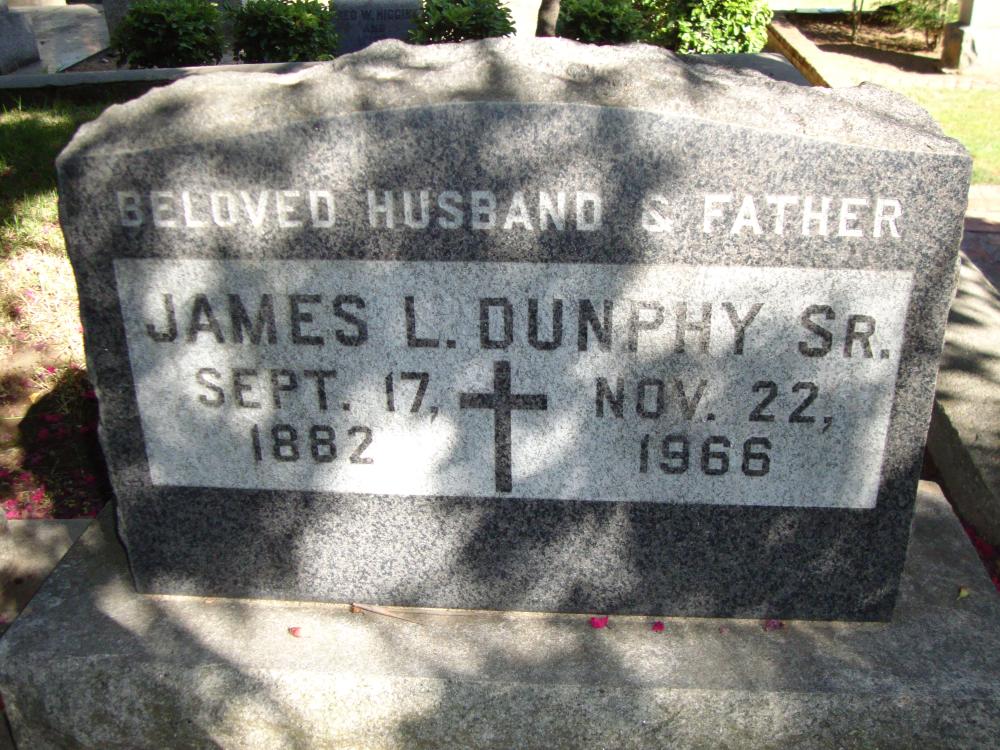 BELOVED HUSBAND & FATHER
JAMES L. DUNPHY SR.
SEPT. 17, NOV. 22,
1882 1966